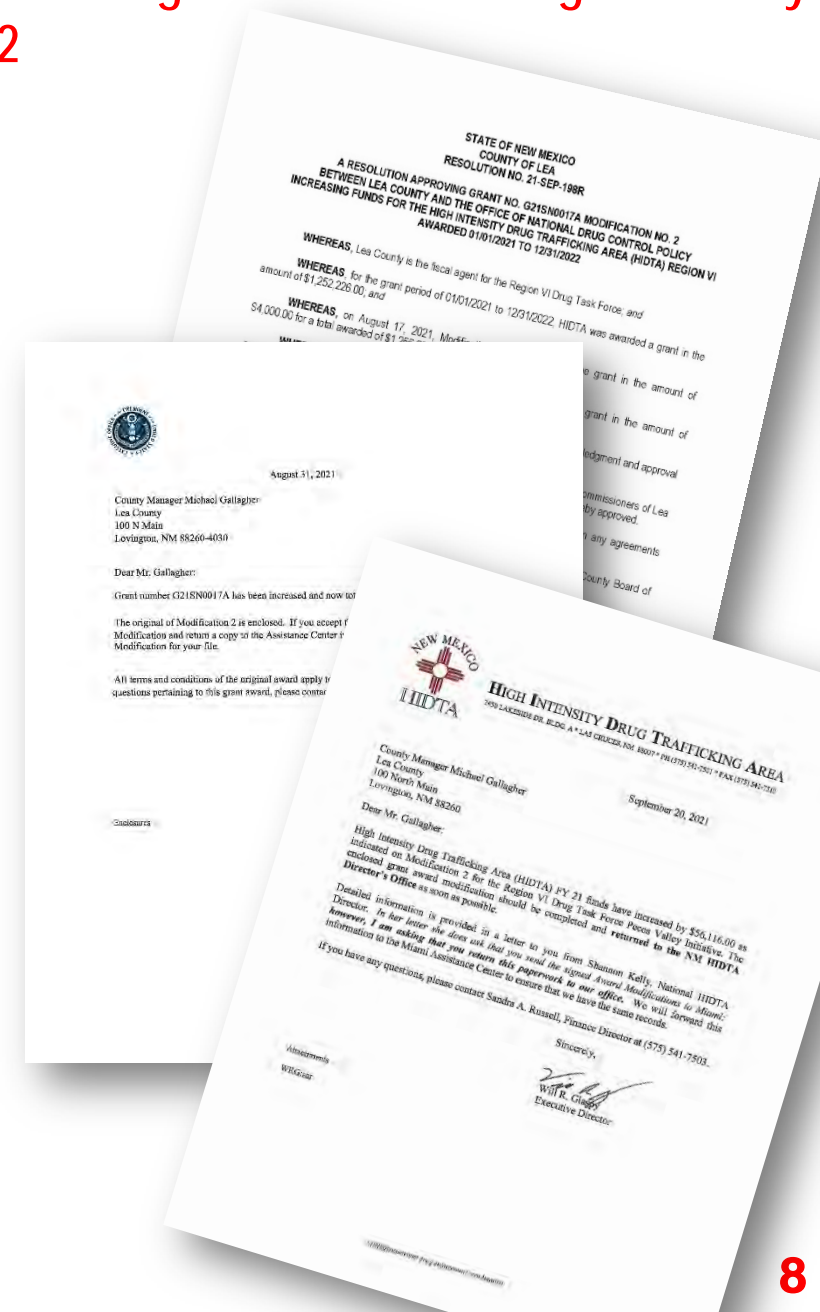 2
STATE OF NEW MEXICO
COUNTY OF LEA
RESOLUTION NO. 21-SEP-198R
A RESOLUTION APPROVING GRANT NO. G21SN0017A MODIFICATION NO. 2
BETWEEN LEA COUNTY AND THE OFFICE OF NATIONAL DRUG CONTROL POLICY
INCREASING FUNDS FOR THE HIGH INTENSITY DRUG TRAFFICKING AREA (HIDTA) REGION VI
AWARDED 01/01/2021 TO 12/31/2022
WHEREAS, Lea County is the fiscal agent for the Region VI Drug Task Force; and
WHEREAS, for the grant period of 01/01/2021 to 12/31/2022, HIDTA was awarded a grant in the
amount of $1,252,226.00; and
WHEREAS, on August 17, 2021,
$4,000.00 for a total awarded of
grant in the amount of
grant in the amount of
and approval
of Lea
approved.
any agreements
County Board of
August 31, 2021
County Manager Michael Gallagher
Lea County
100 N Main
Lovington, NM 88260-4030
Dear Mr. Gallagher:
Grant number G21SN0017A has been increased and now
The original of Modification 2 is enclosed. If you accept
Modification and return a copy to the Assistance Center
Modification for your file.
All terms and conditions of the original award apply
questions pertaining to this grant award, please
Enclosures
NEW MEXICO
HIDTA
HIGH INTENSITY DRUG TRAFFICKING AREA
LAKESIDE DR. BLDG. A * LAS CRUCES, NM 88007 * PH (575) 541-7501 * FAX (575)
September 20, 2021
County Manager Michael Gallagher
Lea County
100 North Main
Lovington, NM 88260
Dear Mr. Gallagher:
High Intensity Drug Trafficking Area (HIDTA) FY 21 funds have increased by $56,116.00 as
indicated on Modification 2 for the Region VI Drug Task Force Pecos Valley Initiative. The
enclosed grant award modification should be completed and returned to the NM HIDTA
Director's Office as soon as possible.
Detailed information is provided in a letter to you from Shannon Kelly, National HIDTA
Director. In her letter she does ask that you send the signed Award Modifications to Miami;
however, I am asking that you return this paperwork to our office. We will forward this
information to the Miami Assistance Center to ensure that we have the same records.
If you have any questions, please contact Sandra A. Russell, Finance Director at (575) 541-7503.
Sincerely,
Will R. Glaspy
Executive Director
Attachments
8